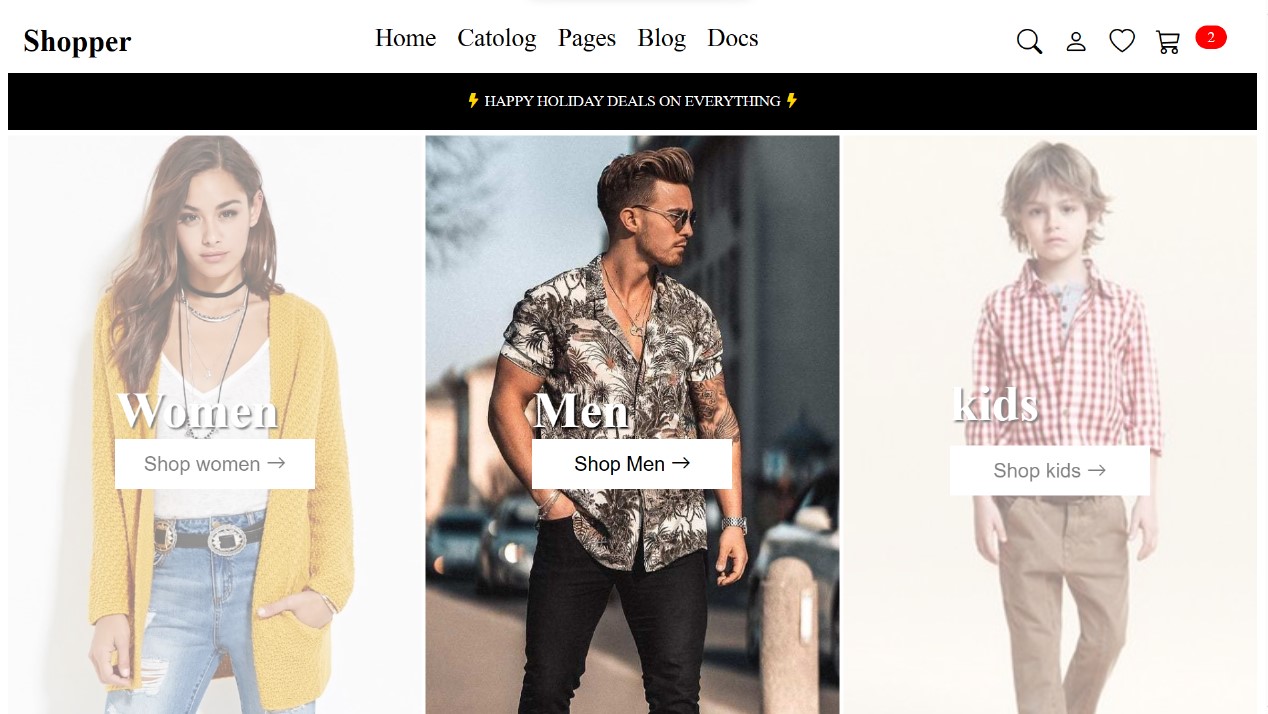 Shopper Home Catolog Pages Blog Docs 2
HAPPY HOLIDAY DEALS ON EVERYTHING
Women
Shop women →
Men
Shop Men →
kids
Shop kids →